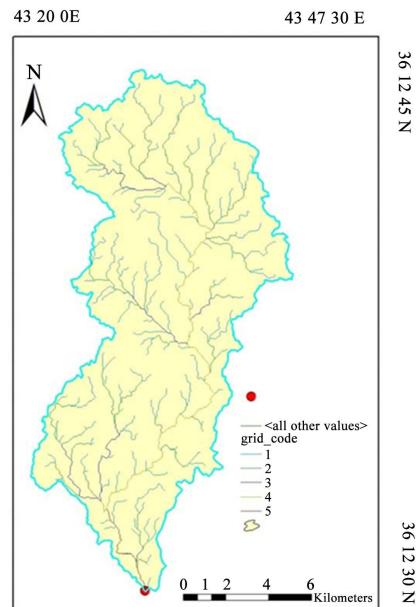 43 20 0E
43 47 30 E
36 12 45 N
N
<all other values>
grid_code
1
2
3
4
5
36 12 30 N
0 1 2 4 6
Kilometers